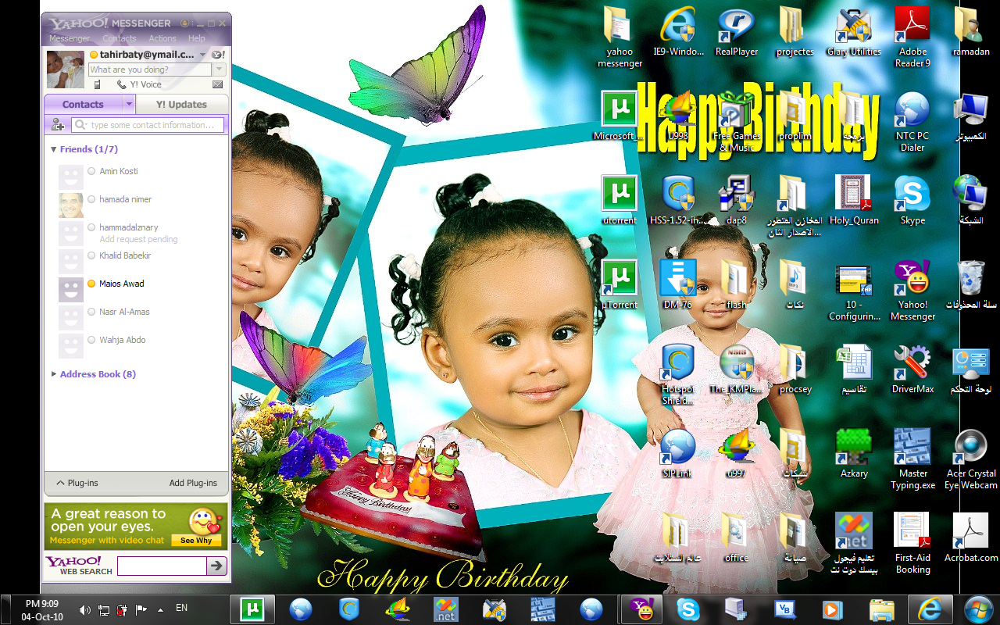 YAHOO! MESSENGER
Messenger Contacts Actions Help
tahirbaty@ymail.c...
What are you doing?
Y! Voice
Contacts
Y! Updates
type some contact information...
Friends (1/7)
Amin Kosti
hamada nimer
hammadalznary
Add request pending
Khalid Babekir
Maios Awad
Nasr Al-Amas
Wahja Abdo
Address Book (8)
Plug-ins
Add Plug-ins
A great reason to
open your eyes.
Messenger with video chat
See Why
YAHOO!
WEB SEARCH
Happy Birthday
Happy Birthday
Happy Birthday
yahoo
messenger
IE9-Windo...
RealPlayer
projectes
Glary Utilities
Adobe
Reader 9
ramadan
Microsoft_...
U998
Free Games
& Music
proplim
برمجه
NTC PC
Dialer
الكمبيوتر
utorrent
HSS-1.52-ih...
dap8
المخازن المتطور
الاصدار الثان...
Holy_Quran
Skype
الشبكة
µTorrent
DM-76
flash
نكات
10 -
Configurin...
Yahoo!
Messenger
سلة المحذوفات
Hotspot
Shield...
The_KMPla...
procsey
تقاسيم
DriverMax
لوحة التحكم
SIPLink
u997
شبكات
Azkary
Master
Typing.exe
Acer Crystal
Eye Webcam
عالم الستلايت
office
صيانة
تعليم فيجول
بيسك دوت نت
First-Aid
Booking
Acrobat.com
PM 9:09
04-Oct-10
EN